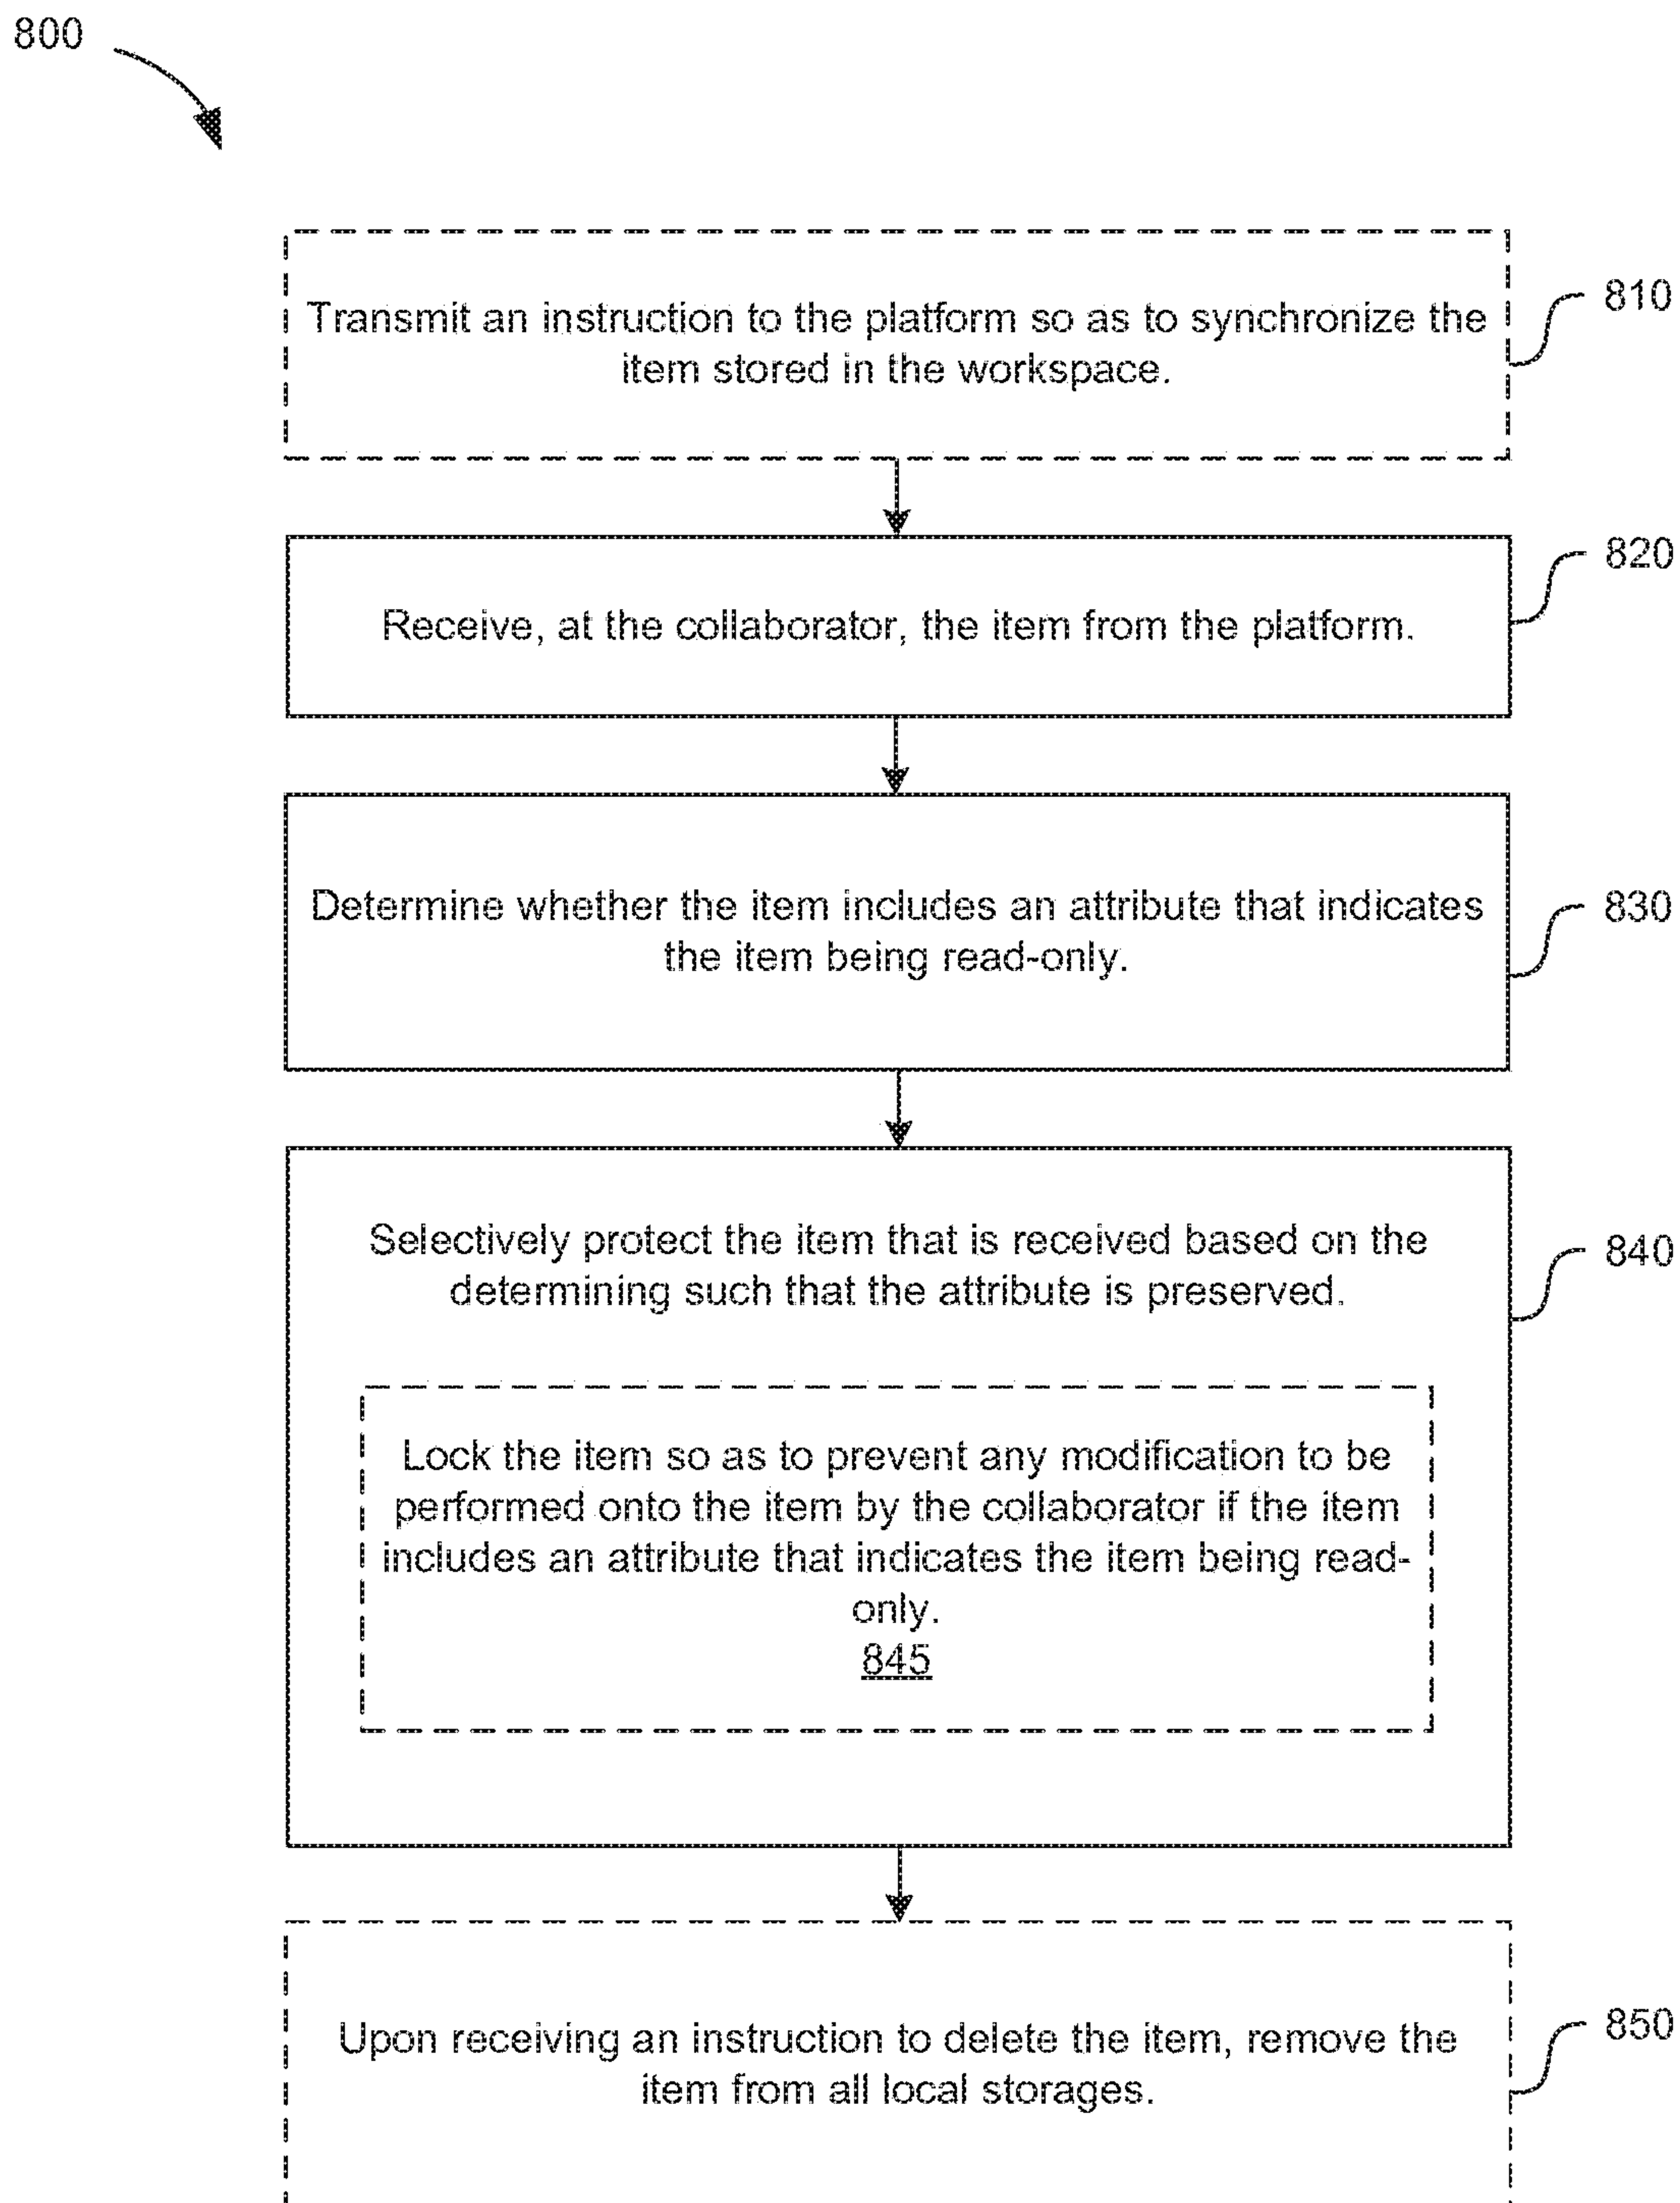 800
Transmit an instruction to the platform so as to synchronize the
item stored in the workspace.
810
Receive, at the collaborator, the item from the platform.
820
Determine whether the item includes an attribute that indicates
the item being read-only.
830
Selectively protect the item that is received based on the
determining such that the attribute is preserved.
840
Lock the item so as to prevent any modification to be
performed onto the item by the collaborator if the item
includes an attribute that indicates the item being read-
only.
845
Upon receiving an instruction to delete the item, remove the
item from all local storages.
850